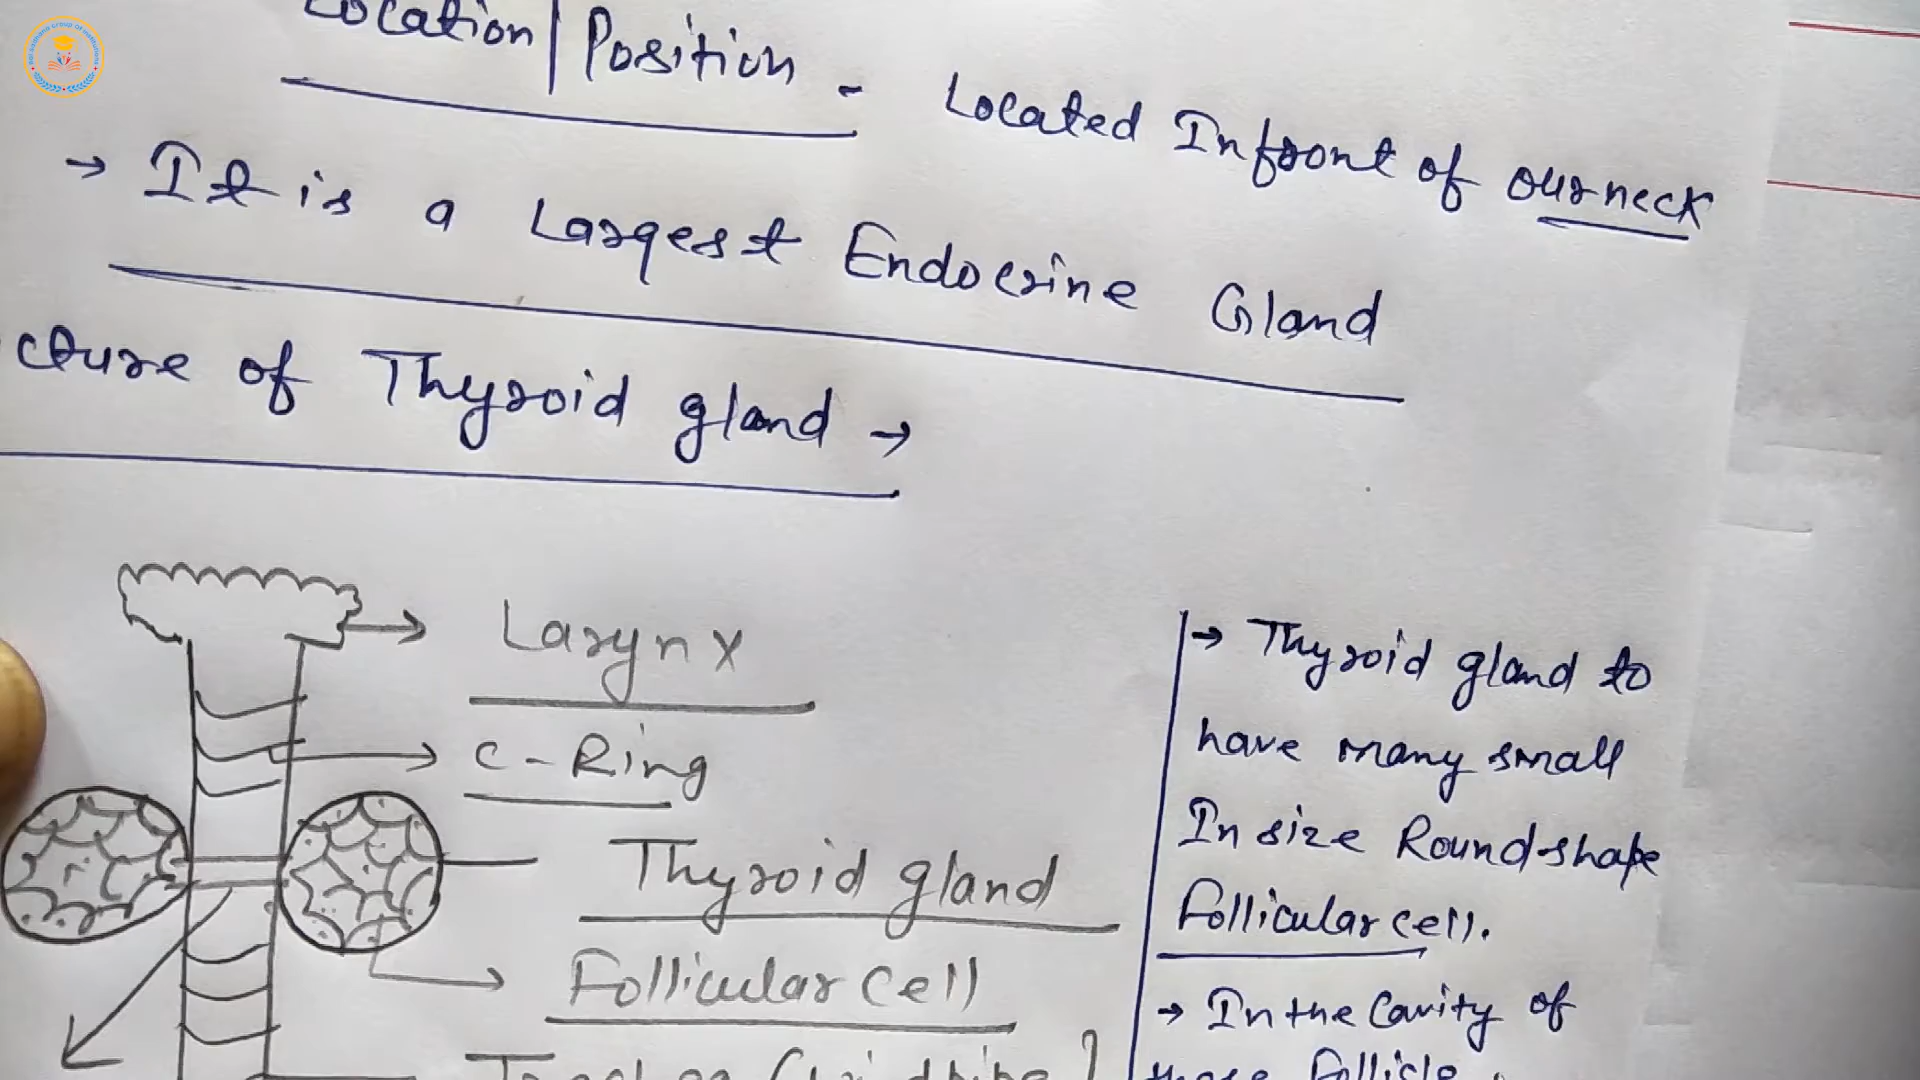 Location | Position - Located Infront of our neck
→ It is a Largest Endocrine Gland
cture of Thyroid gland →
Larynx
C-Ring
Thyroid gland
Follicular cell
→ Thyroid gland to
have many small
In size Round-shape
follicular cell.
→ In the Cavity of
these follicle